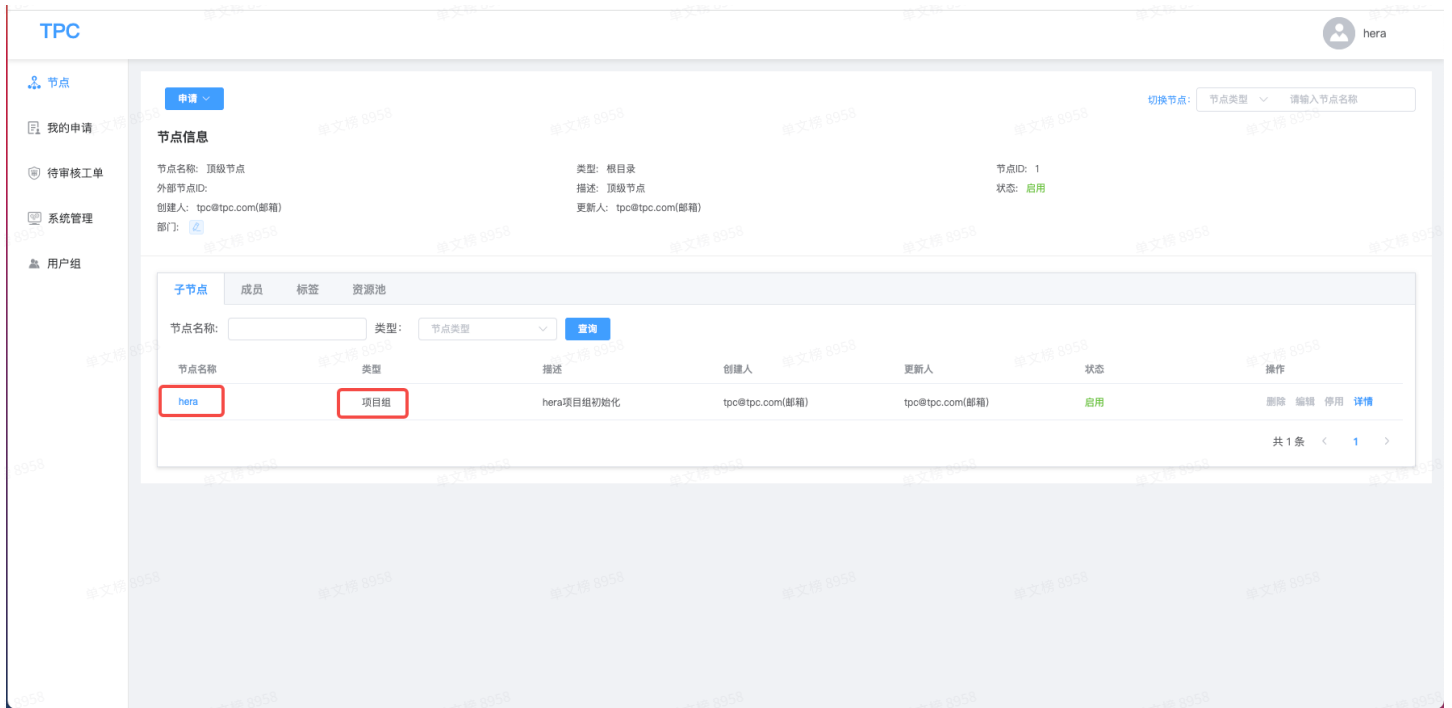 TPC
hera
节点
我的申请
待审核工单
系统管理
用户组
申请
切换节点: 节点类型 请输入节点名称
节点信息
节点名称: 顶级节点 类型: 根目录 节点ID: 1
外部节点ID: 描述: 顶级节点 状态: 启用
创建人: tpc@tpc.com(邮箱) 更新人: tpc@tpc.com(邮箱)
部门:
子节点 成员 标签 资源池
节点名称: 类型: 节点类型 查询
节点名称 类型 描述 创建人 更新人 状态 操作
hera 项目组 hera项目组初始化 tpc@tpc.com(邮箱) tpc@tpc.com(邮箱) 启用 删除 编辑 停用 详情
共 1 条 1
单文榜 8958